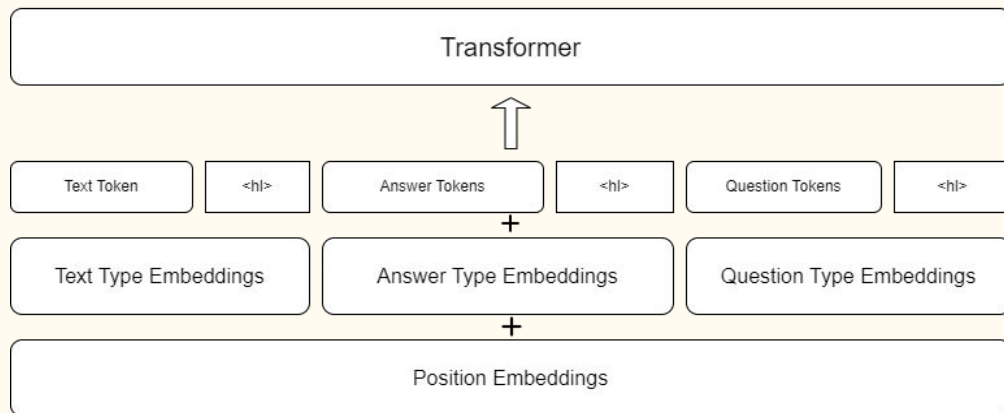 Transformer
Text Token <hl> Answer Tokens <hl> Question Tokens <hl>
+
Text Type Embeddings Answer Type Embeddings Question Type Embeddings
+
Position Embeddings